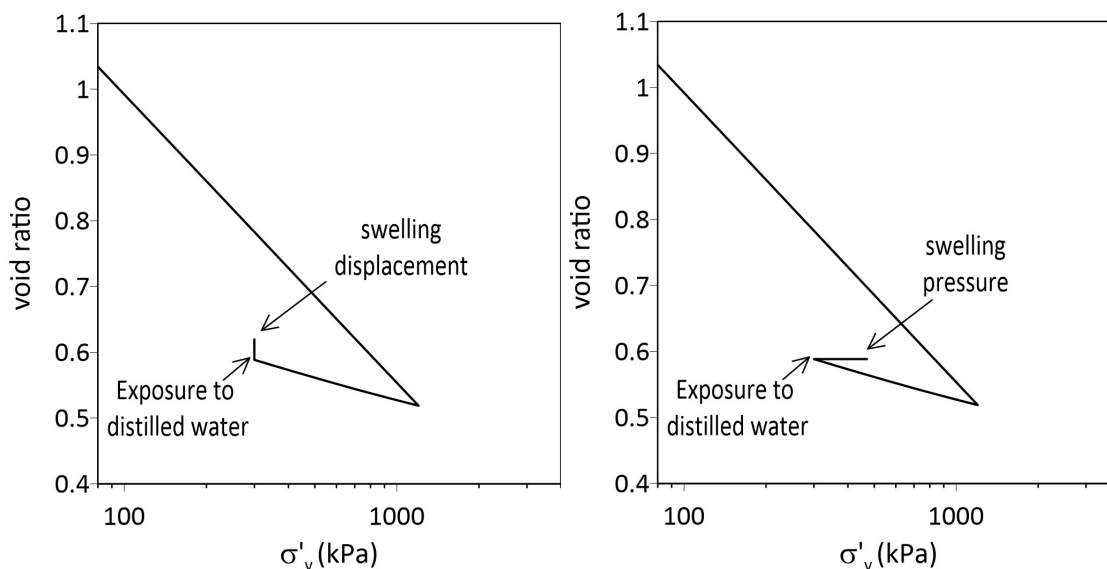 1.1
1
0.9
0.8
0.7
0.6
0.5
0.4
void ratio
swelling
displacement
Exposure to
distilled water
100
1000
σ'v (kPa)
1.1
1
0.9
0.8
0.7
0.6
0.5
0.4
void ratio
swelling
pressure
Exposure to
distilled water
100
1000
σ'v (kPa)